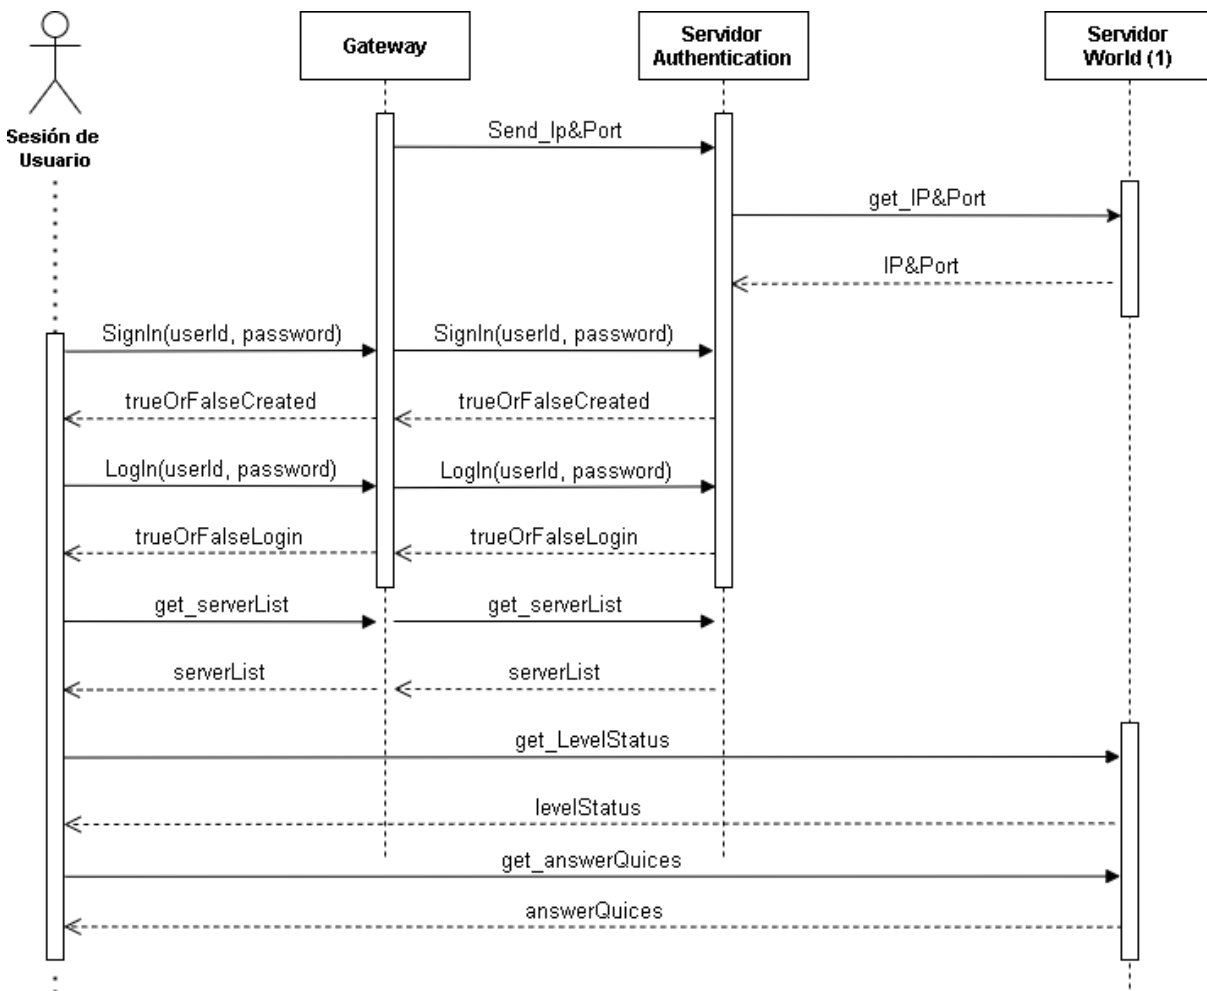 Gateway
Servidor
Authentication
Servidor
World (1)
Sesión de
Usuario
Send_Ip&Port
get_IP&Port
IP&Port
SignIn(userId, password)
SignIn(userId, password)
trueOrFalseCreated
trueOrFalseCreated
LogIn(userId, password)
LogIn(userId, password)
trueOrFalseLogin
trueOrFalseLogin
get_serverList
get_serverList
serverList
serverList
get_LevelStatus
levelStatus
get_answerQuices
answerQuices